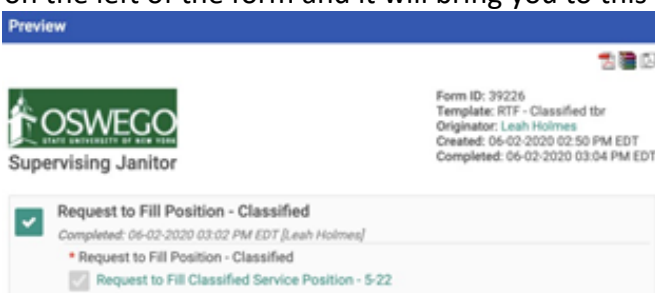 on the left of the form and it will bring you to this
Preview
OSWEGO
STATE UNIVERSITY OF NEW YORK
Supervising Janitor
Form ID: 39226
Template: RTF - Classified tbr
Originator: Leah Holmes
Created: 06-02-2020 02:50 PM EDT
Completed: 06-02-2020 03:04 PM EDT
Request to Fill Position - Classified
Completed: 06-02-2020 03:02 PM EDT [Leah Holmes]
* Request to Fill Position - Classified
Request to Fill Classified Service Position - 5-22